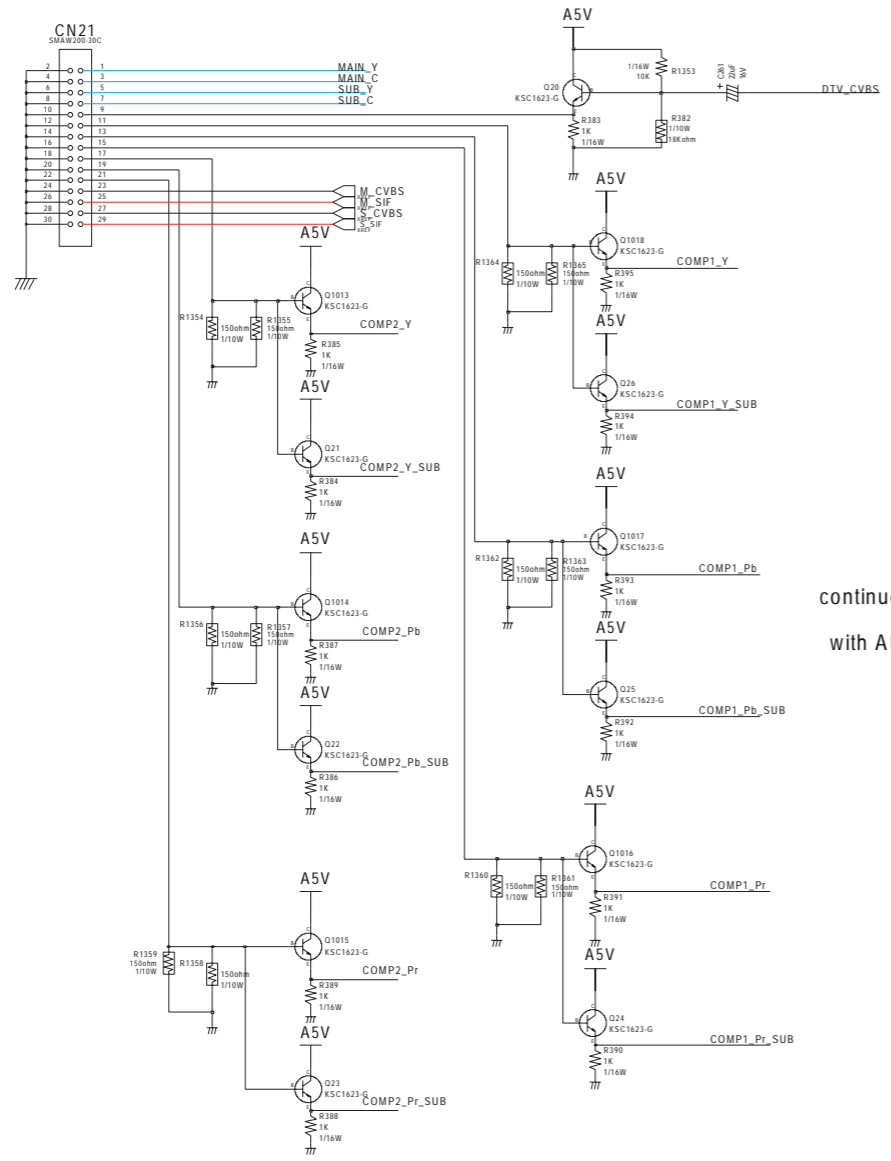 CN21
SMAW200-30C
2 1 MAIN_Y
4 3 MAIN_C
6 5 SUB_Y
8 7 SUB_C
10 9
12 11
14 13
16 15
18 17
20 19
22 21
24 23 M_CVBS
26 25 M_SIF
28 27 S_CVBS
30 29 S_SIF
A5V
1/16W
10K
R1353
C261
22uF
16V
+
DTV_CVBS
Q20
KSC1623-G
C
B
E
R383
1K
1/16W
R382
1/10W
18Kohm
A5V
Q1018
KSC1623-G
C
B
E
COMP1_Y
R1364
150ohm
1/10W
R1365
150ohm
1/10W
R395
1K
1/16W
A5V
Q26
KSC1623-G
C
B
E
COMP1_Y_SUB
R394
1K
1/16W
A5V
Q1013
KSC1623-G
C
B
E
COMP2_Y
R1354
150ohm
1/10W
R1355
150ohm
1/10W
R385
1K
1/16W
A5V
Q21
KSC1623-G
C
B
E
COMP2_Y_SUB
R384
1K
1/16W
A5V
Q1017
KSC1623-G
C
B
E
COMP1_Pb
R1362
150ohm
1/10W
R1363
150ohm
1/10W
R393
1K
1/16W
A5V
Q25
KSC1623-G
C
B
E
COMP1_Pb_SUB
R392
1K
1/16W
continue
with A
A5V
Q1014
KSC1623-G
C
B
E
COMP2_Pb
R1356
150ohm
1/10W
R1357
150ohm
1/10W
R387
1K
1/16W
A5V
Q22
KSC1623-G
C
B
E
COMP2_Pb_SUB
R386
1K
1/16W
A5V
Q1016
KSC1623-G
C
B
E
COMP1_Pr
R1360
150ohm
1/10W
R1361
150ohm
1/10W
R391
1K
1/16W
A5V
Q24
KSC1623-G
C
B
E
COMP1_Pr_SUB
R390
1K
1/16W
A5V
Q1015
KSC1623-G
C
B
E
COMP2_Pr
R1359
150ohm
1/10W
R1358
150ohm
1/10W
R389
1K
1/16W
A5V
Q23
KSC1623-G
C
B
E
COMP2_Pr_SUB
R388
1K
1/16W